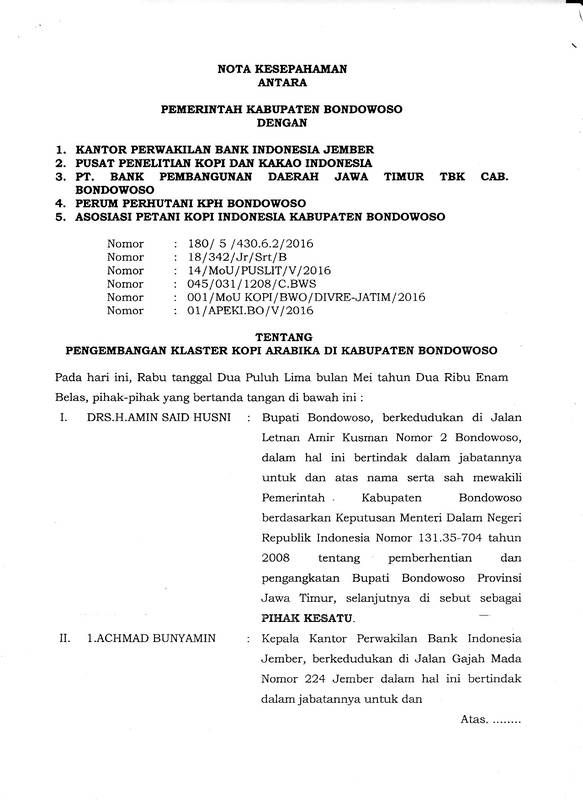 NOTA KESEPAHAMAN
ANTARA
PEMERINTAH KABUPATEN BONDOWOSO
DENGAN
1. KANTOR PERWAKILAN BANK INDONESIA JEMBER
2. PUSAT PENELITIAN KOPI DAN KAKAO INDONESIA
3. PT. BANK PEMBANGUNAN DAERAH JAWA TIMUR TBK CAB.
BONDOWOSO
4. PERUM PERHUTANI KPH BONDOWOSO
5. ASOSIASI PETANI KOPI INDONESIA KABUPATEN BONDOWOSO
Nomor : 180/ 5 /430.6.2/2016
Nomor : 18/342/Jr/Srt/B
Nomor : 14/MoU/PUSLIT/V/2016
Nomor : 045/031/1208/C.BWS
Nomor : 001/MoU KOPI/BWO/DIVRE-JATIM/2016
Nomor : 01/APEKI.BO/V/2016
TENTANG
PENGEMBANGAN KLASTER KOPI ARABIKA DI KABUPATEN BONDOWOSO
Pada hari ini, Rabu tanggal Dua Puluh Lima bulan Mei tahun Dua Ribu Enam
Belas, pihak-pihak yang bertanda tangan di bawah ini :
I. DRS.H.AMIN SAID HUSNI : Bupati Bondowoso, berkedudukan di Jalan
Letnan Amir Kusman Nomor 2 Bondowoso,
dalam hal ini bertindak dalam jabatannya
untuk dan atas nama serta sah mewakili
Pemerintah Kabupaten Bondowoso
berdasarkan Keputusan Menteri Dalam Negeri
Republik Indonesia Nomor 131.35-704 tahun
2008 tentang pemberhentian dan
pengangkatan Bupati Bondowoso Provinsi
Jawa Timur, selanjutnya di sebut sebagai
PIHAK KESATU.
II. 1.ACHMAD BUNYAMIN : Kepala Kantor Perwakilan Bank Indonesia
Jember, berkedudukan di Jalan Gajah Mada
Nomor 224 Jember dalam hal ini bertindak
dalam jabatannya untuk dan
Atas. ........